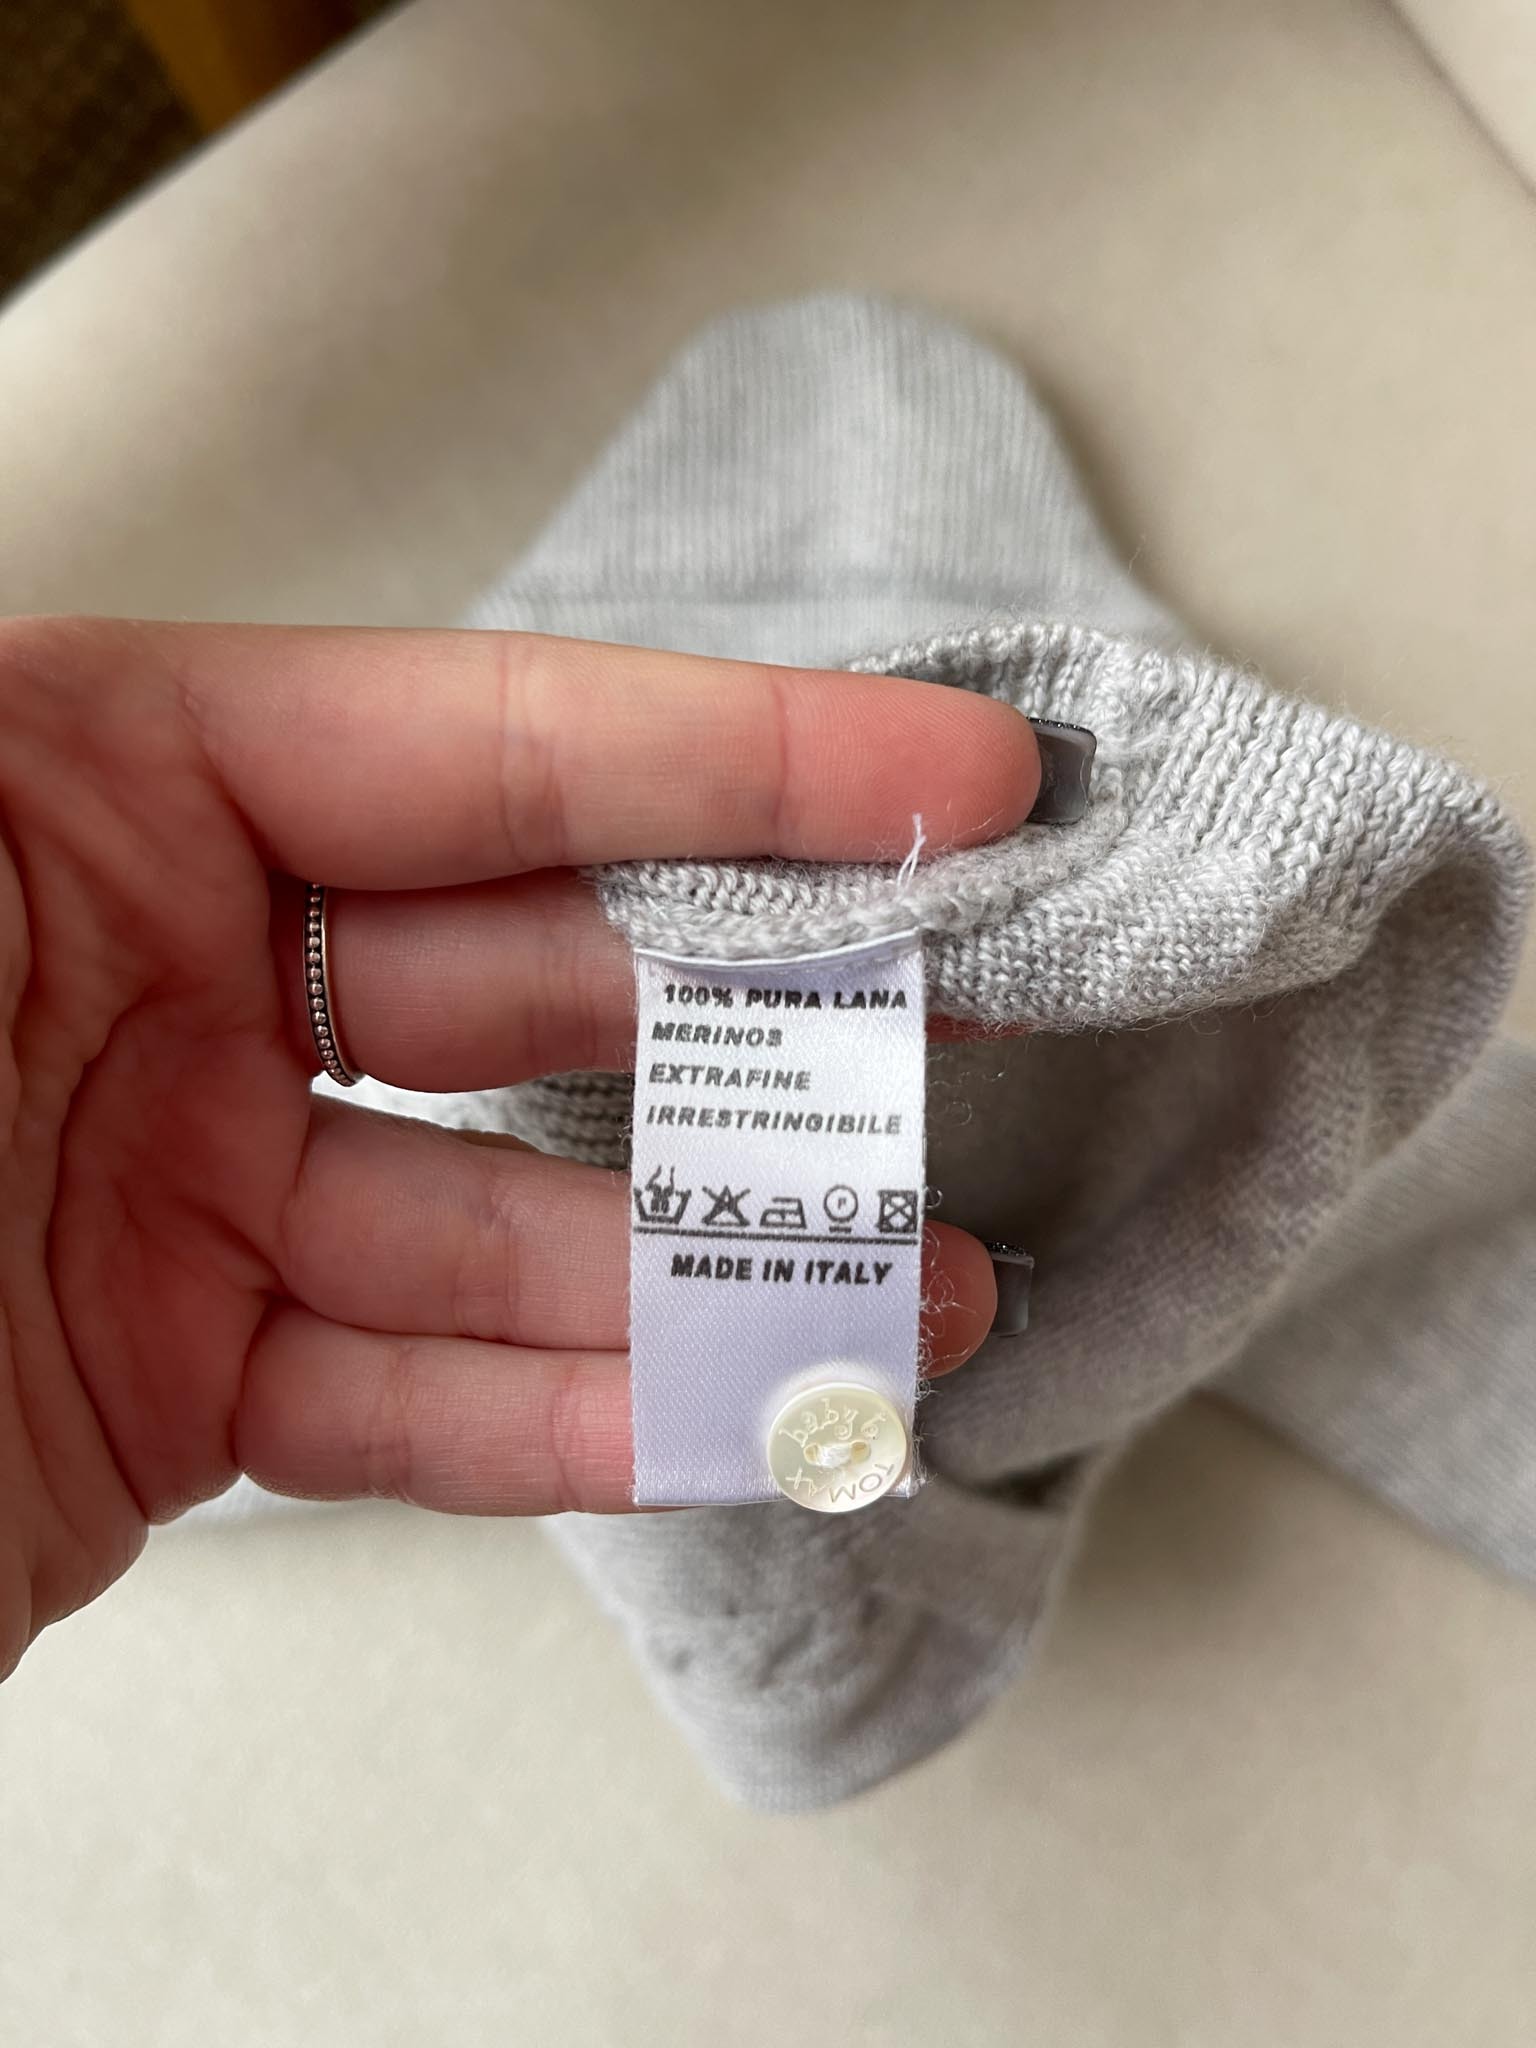 100% PURA LANA
MERINOS
EXTRAFINE
IRRESTRINGIBILE
P
MADE IN ITALY
baby's
TOMAX